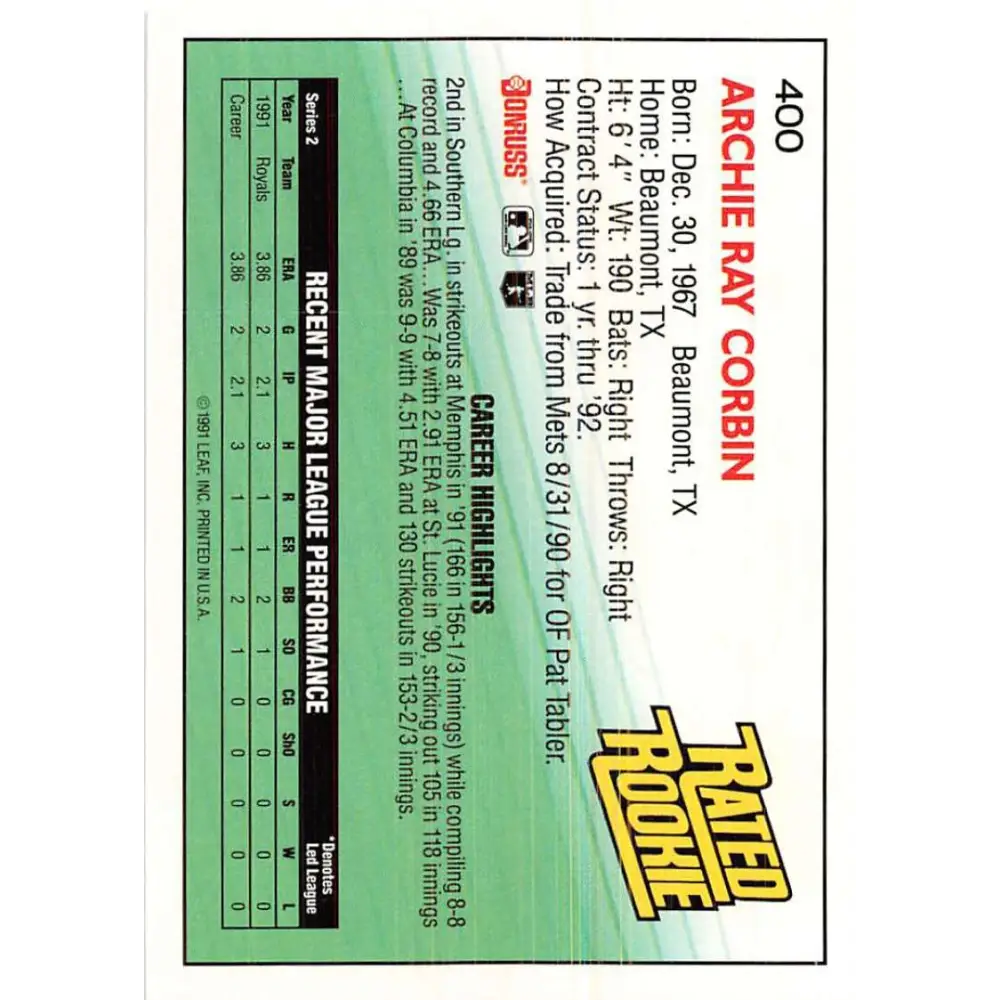 400
ARCHIE RAY CORBIN
Born: Dec. 30, 1967 Beaumont, TX
Home: Beaumont, TX
Ht: 6' 4" Wt: 190 Bats: Right Throws: Right
Contract Status: 1 yr. thru '92.
How Acquired: Trade from Mets 8/31/90 for OF Pat Tabler.
RATED
ROOKIE
DONRUSS
CAREER HIGHLIGHTS
2nd in Southern Lg. in strikeouts at Memphis in '91 (166 in 156-1/3 innings) while compiling 8-8
record and 4.66 ERA...Was 7-8 with 2.91 ERA at St. Lucie in '90, striking out 105 in 118 innings
...At Columbia in '89 was 9-9 with 4.51 ERA and 130 strikeouts in 153-2/3 innings.
Series 2 RECENT MAJOR LEAGUE PERFORMANCE *Denotes
Led League
Year Team ERA G IP H R ER BB SO CG ShO S W L
1991 Royals 3.86 2 2.1 3 1 1 2 1 0 0 0 0 0
Career 3.86 2 2.1 3 1 1 2 1 0 0 0 0 0
© 1991 LEAF, INC. PRINTED IN U.S.A.